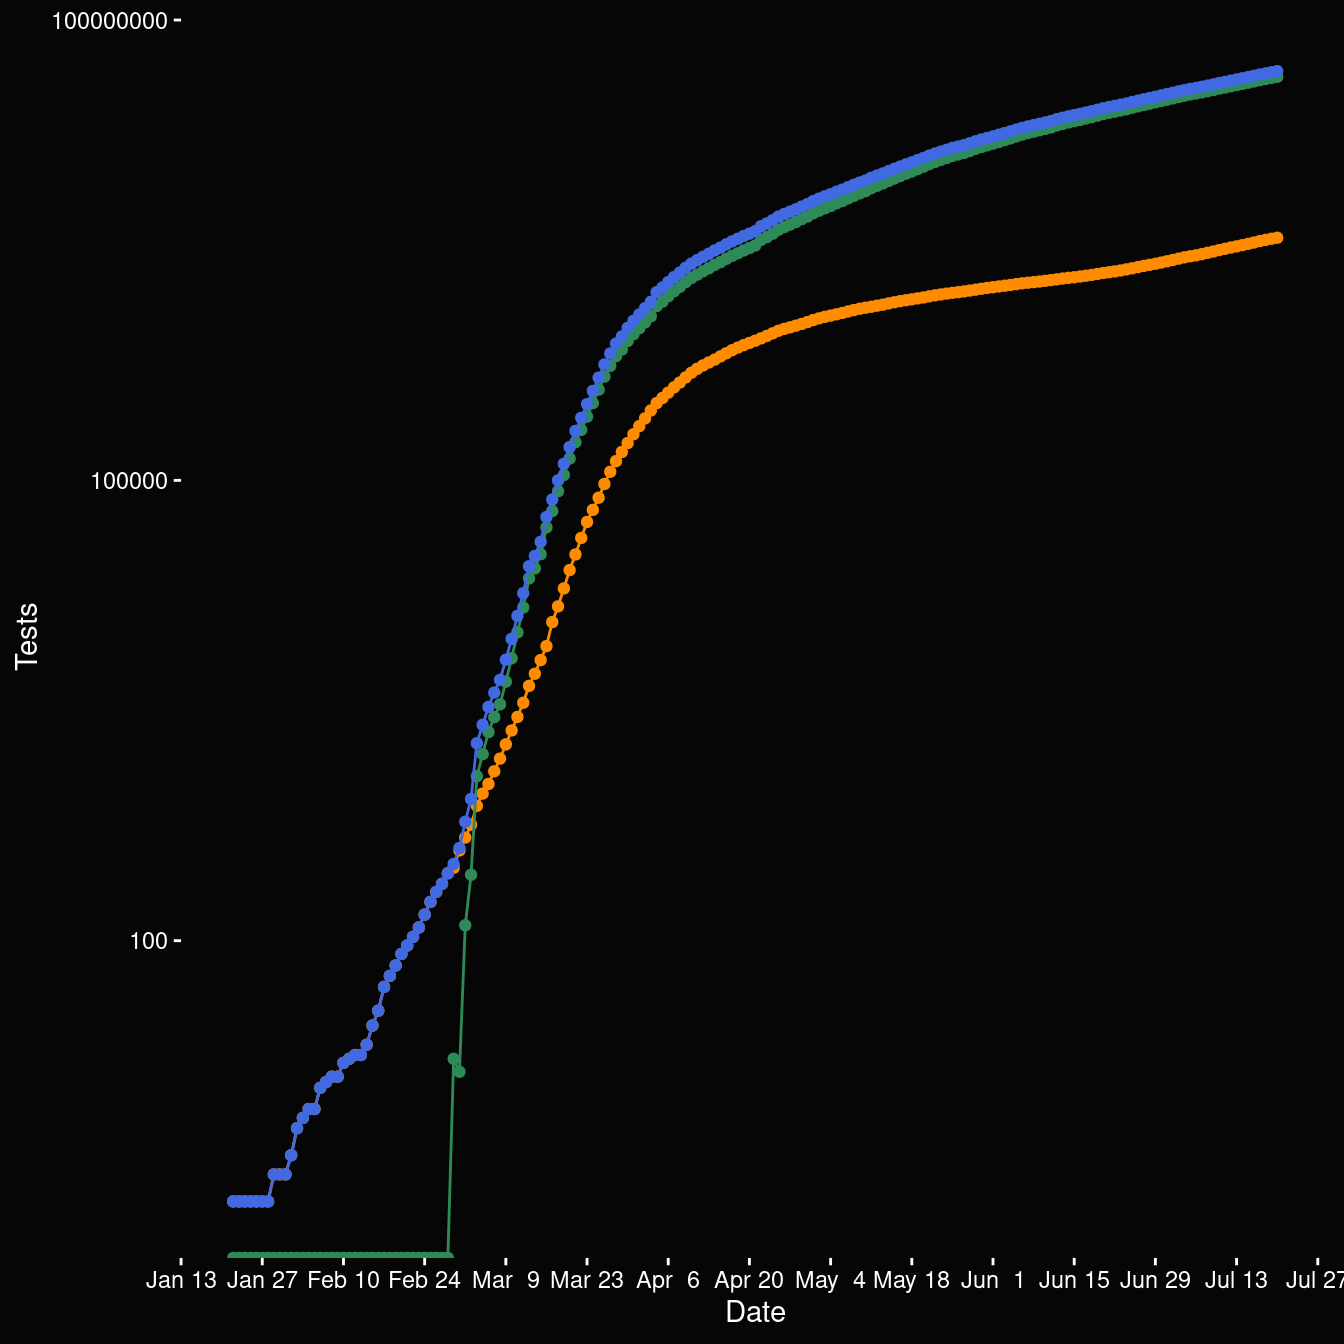 100000000
100000
100
Tests
Jan 13 Jan 27 Feb 10 Feb 24 Mar 9 Mar 23 Apr 6 Apr 20 May 4 May 18 Jun 1 Jun 15 Jun 29 Jul 13 Jul 27
Date